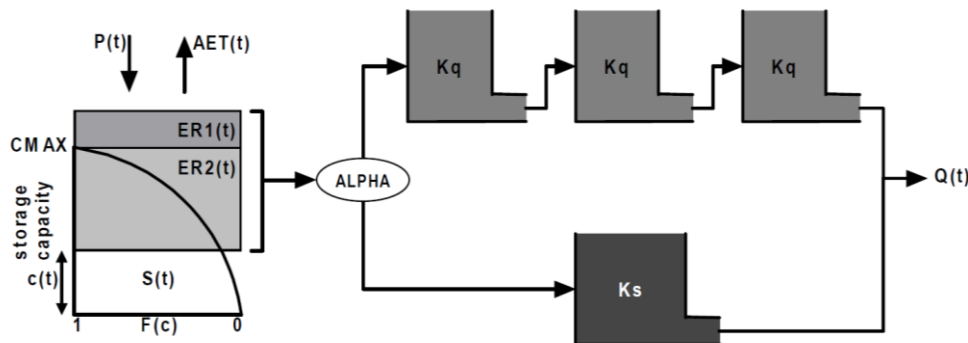 P(t)
AET(t)
ER1(t)
CMAX
ER2(t)
storage
capacity
c(t)
S(t)
1
F(c)
0
ALPHA
Kq
Kq
Kq
Ks
Q(t)